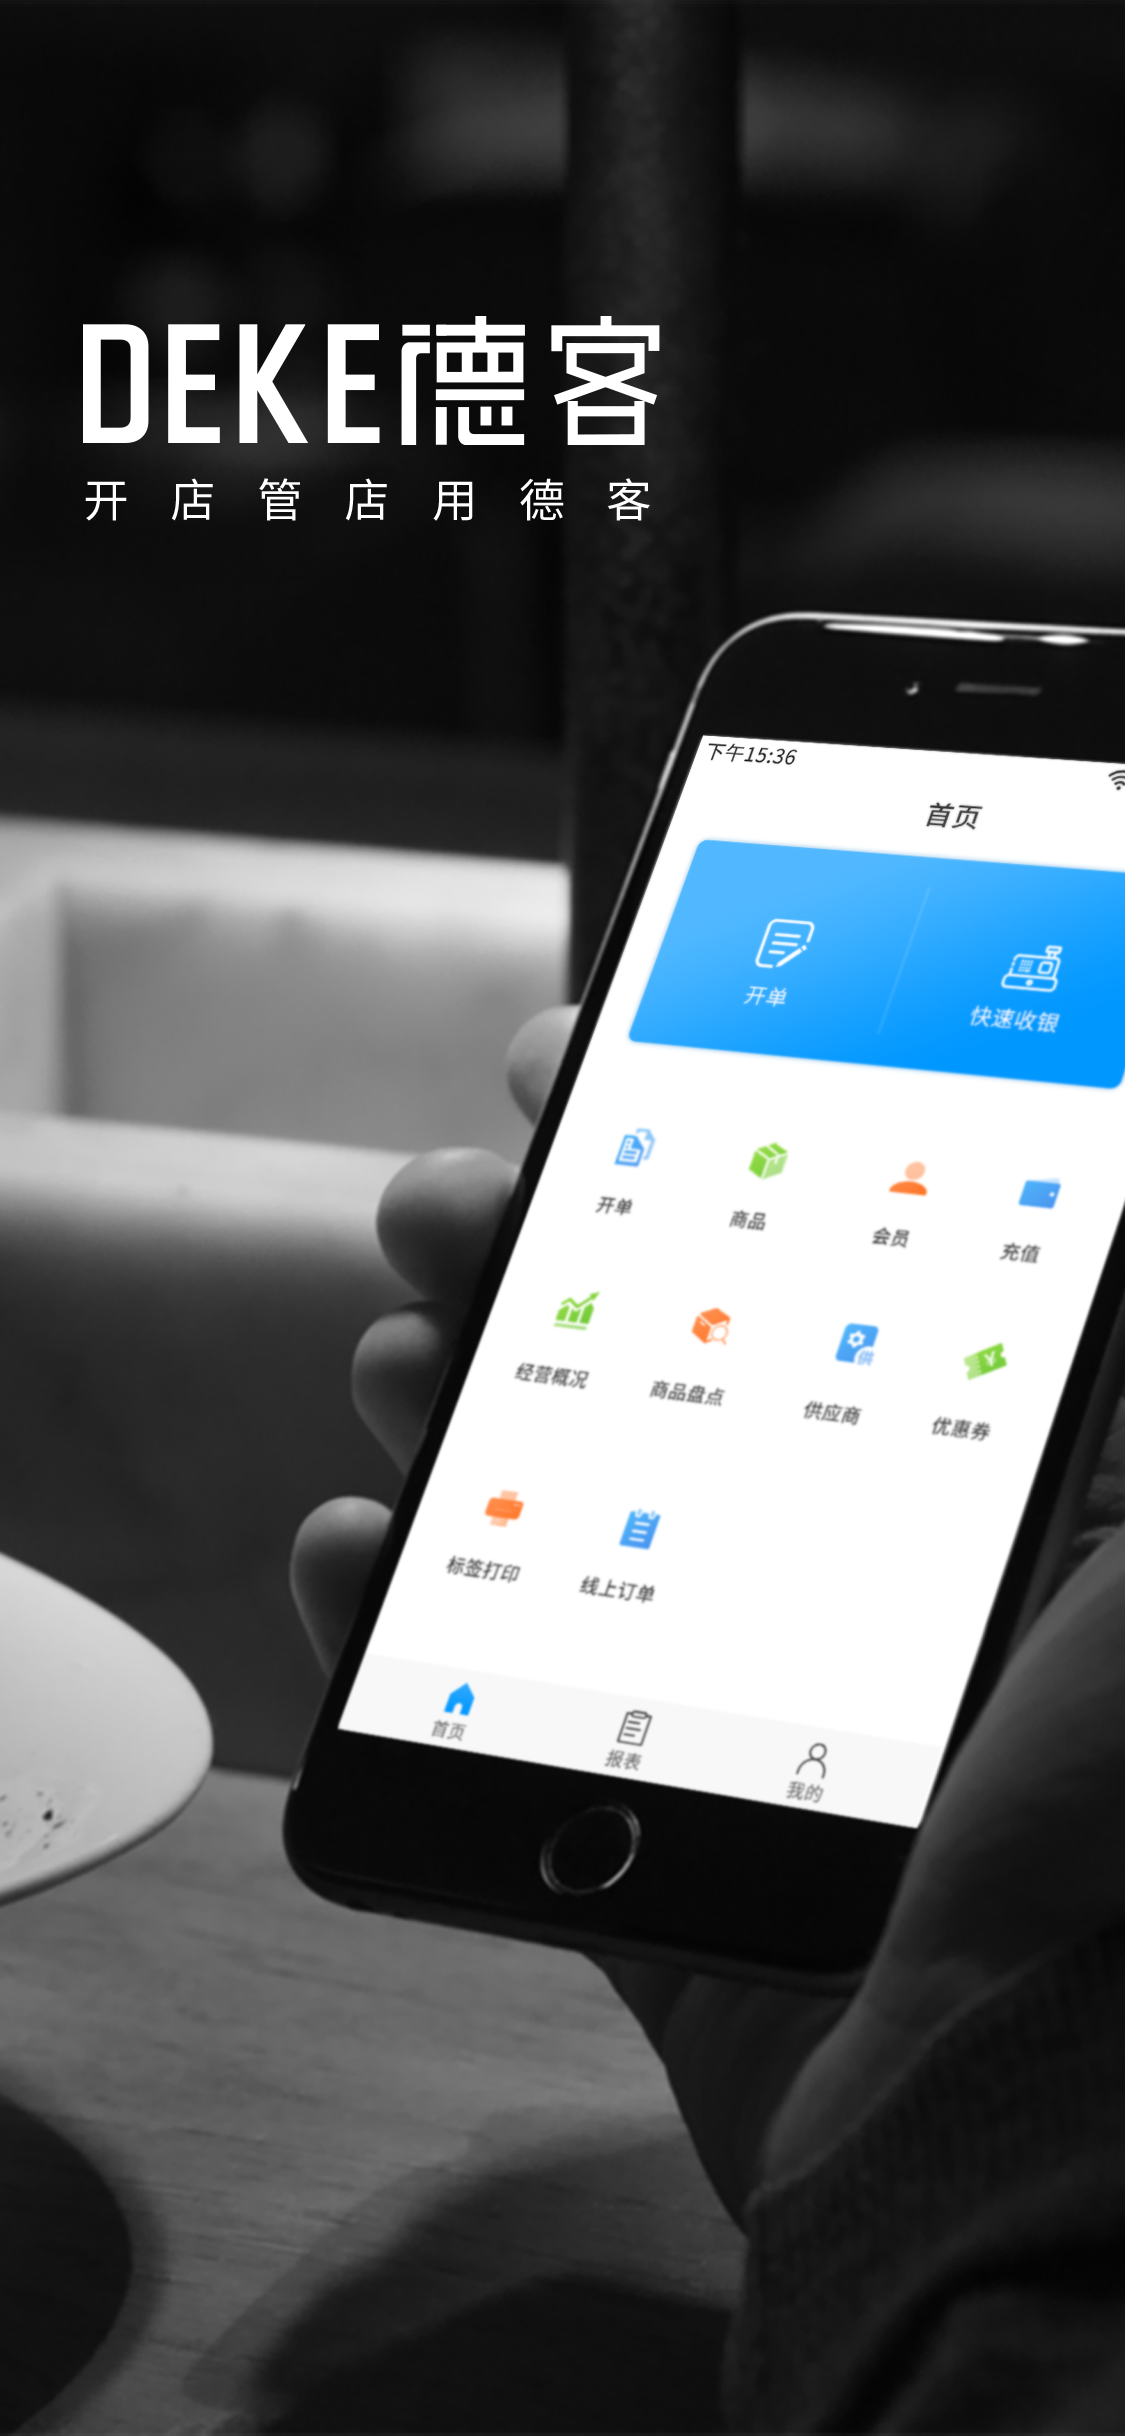 DEKE德客
开店管店用德客
下午15:36
首页
开单
快速收银
开单
商品
会员
充值
经营概况
商品盘点
供
供应商
优惠券
标签打印
线上订单
首页
报表
我的